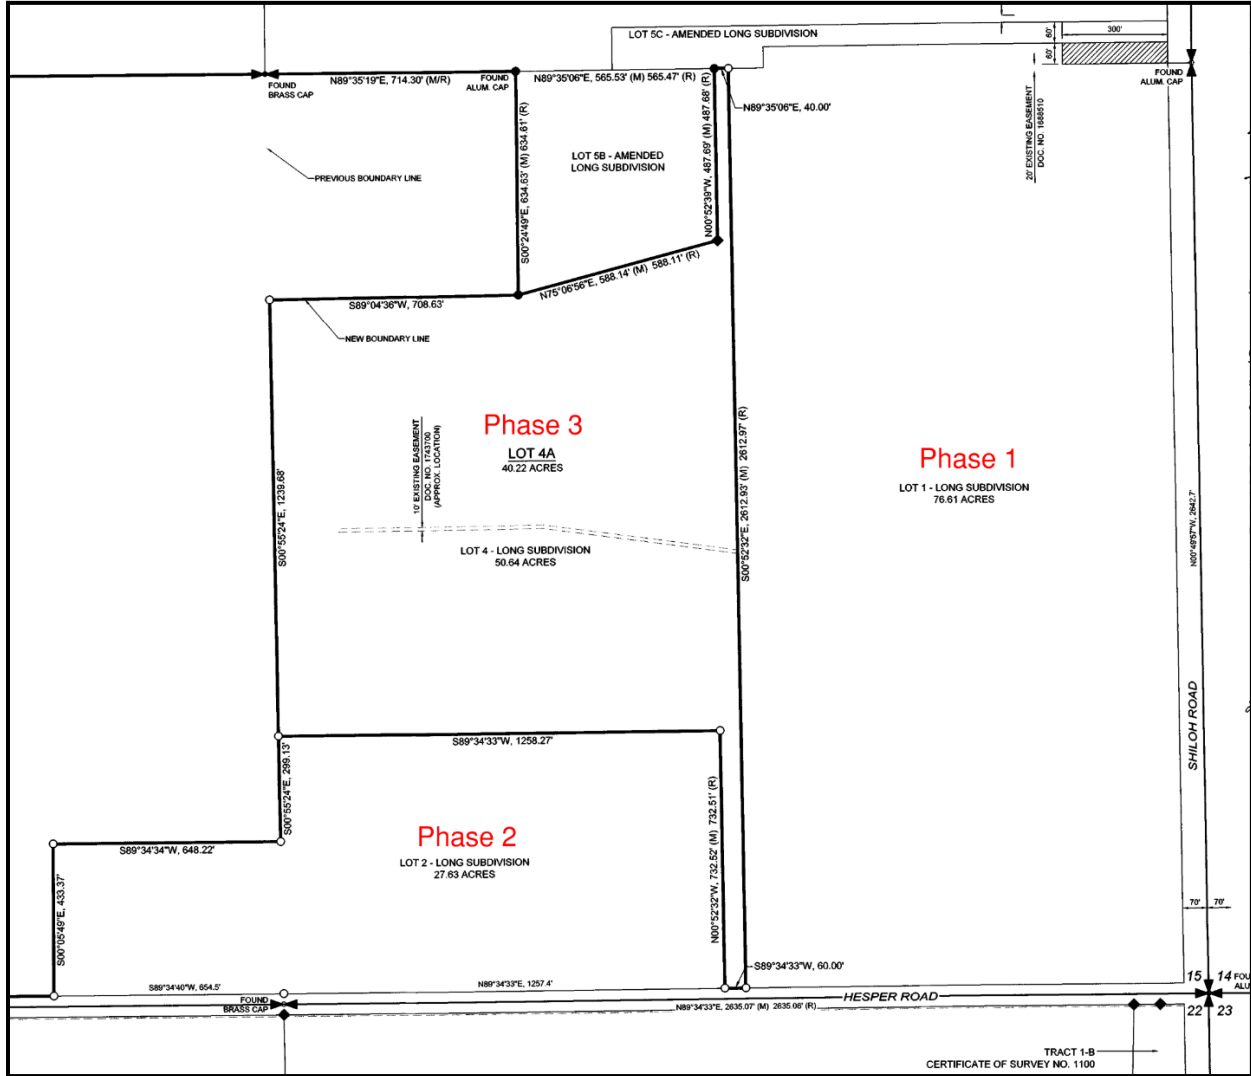 LOT 5C - AMENDED LONG SUBDIVISION
60'
300'
60'
N89°35'19"E, 714.30' (M/R)
FOUND
BRASS CAP
FOUND
ALUM. CAP
N89°35'06"E, 565.53' (M) 565.47' (R)
N89°35'06"E, 40.00'
FOUND
ALUM. CAP
S00°24'49"E, 634.63' (M) 634.61' (R)
LOT 5B - AMENDED
LONG SUBDIVISION
N00°52'39"W, 487.69' (M) 487.68' (R)
20' EXISTING EASEMENT
DOC. NO. 1688510
PREVIOUS BOUNDARY LINE
N75°06'56"E, 588.14' (M) 588.11' (R)
S89°04'36"W, 708.63'
NEW BOUNDARY LINE
Phase 3
LOT 4A
40.22 ACRES
10' EXISTING EASEMENT
DOC. NO. 1743700
(APPROX. LOCATION)
S00°52'32"E, 2612.93' (M) 2612.97' (R)
Phase 1
LOT 1 - LONG SUBDIVISION
76.61 ACRES
S00°55'24"E, 1239.68'
LOT 4 - LONG SUBDIVISION
50.64 ACRES
N00°49'57"W, 2642.7'
SHILOH ROAD
S89°34'33"W, 1258.27'
S00°55'24"E, 299.13'
Phase 2
LOT 2 - LONG SUBDIVISION
27.63 ACRES
S89°34'34"W, 648.22'
S00°05'49"E, 433.37'
N00°52'32"W, 732.52' (M) 732.51' (R)
70'
70'
S89°34'33"W, 60.00'
S89°34'40"W, 654.5'
N89°34'33"E, 1257.4'
FOUND
BRASS CAP
HESPER ROAD
N89°34'33"E, 2635.07' (M) 2635.06' (R)
15
14
FOU
ALU
22
23
TRACT 1-B
CERTIFICATE OF SURVEY NO. 1100